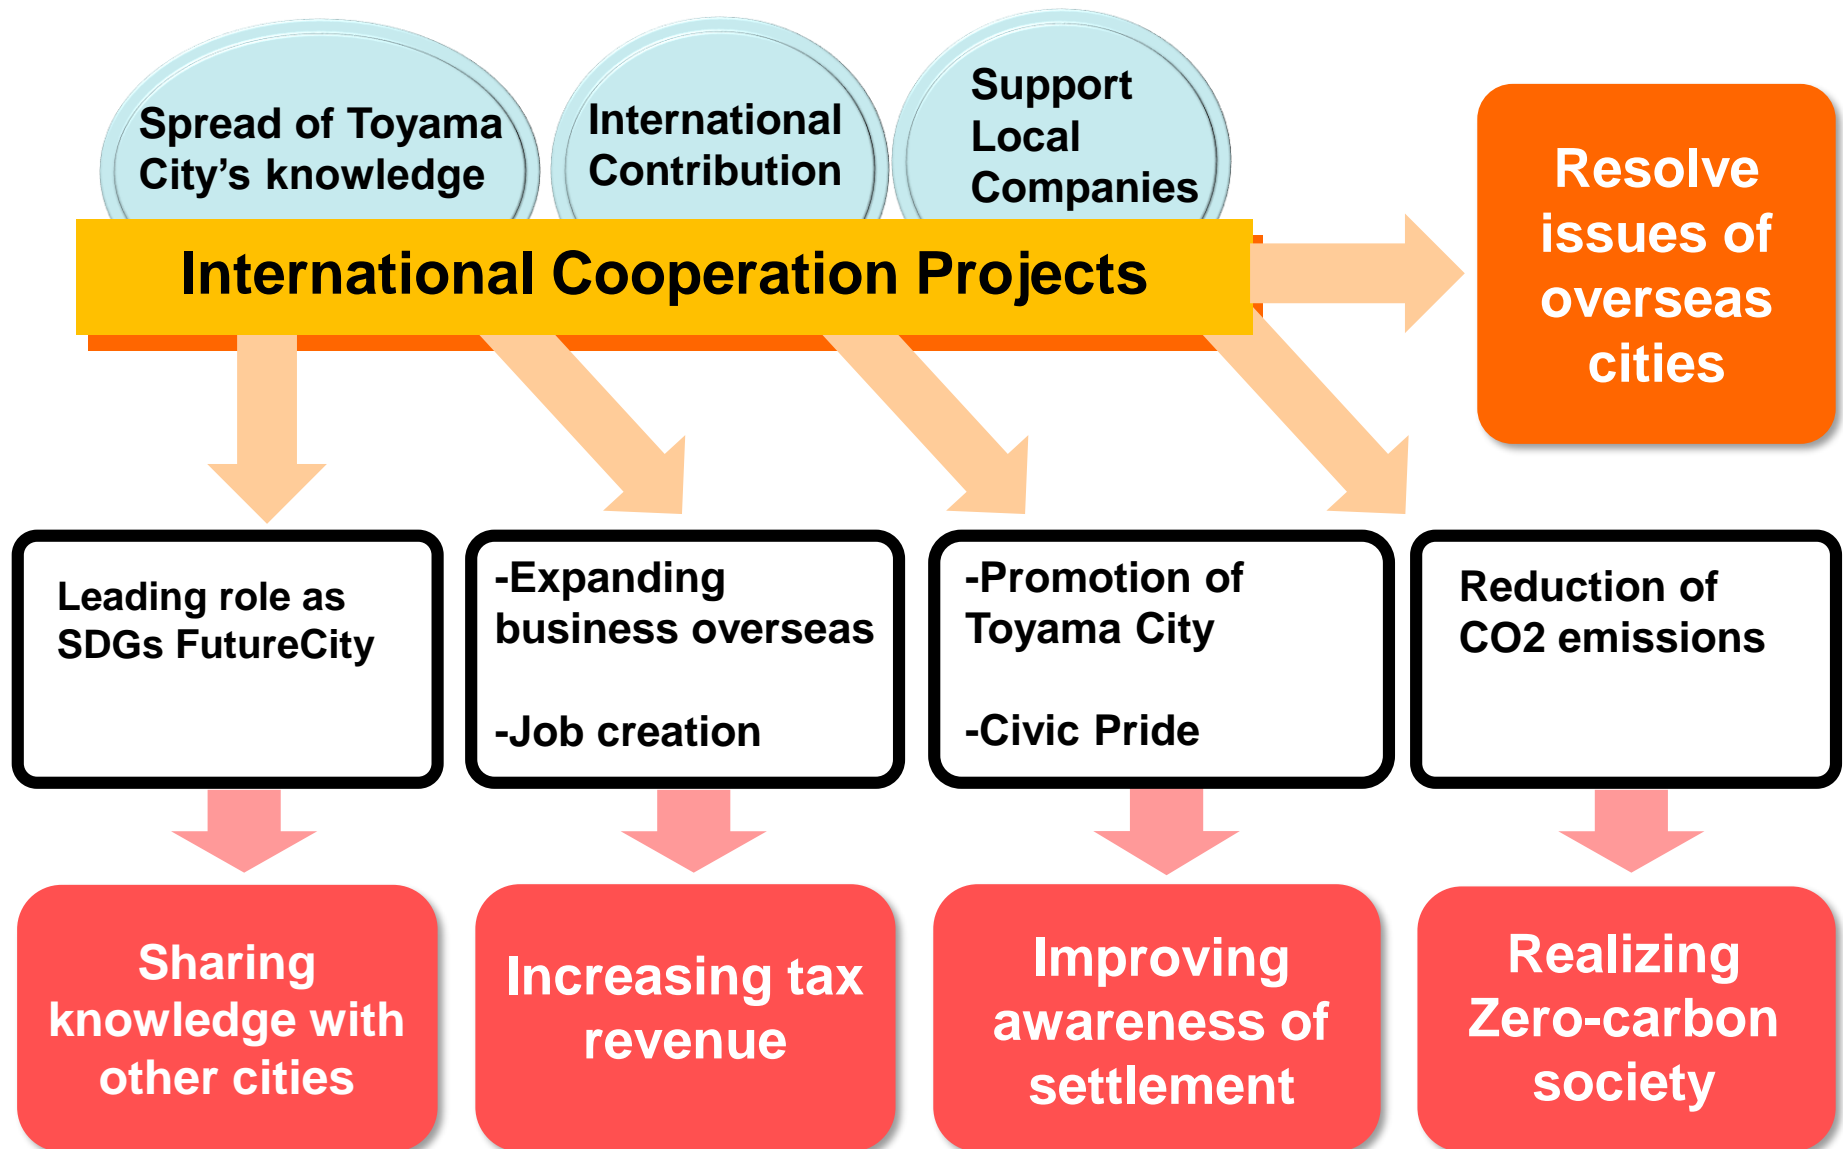 Spread of Toyama
City’s knowledge
International
Contribution
Support
Local
Companies
International Cooperation Projects
Resolve
issues of
overseas
cities
Leading role as
SDGs FutureCity
-Expanding
business overseas
-Job creation
-Promotion of
Toyama City
-Civic Pride
Reduction of
CO2 emissions
Sharing
knowledge with
other cities
Increasing tax
revenue
Improving
awareness of
settlement
Realizing
Zero-carbon
society